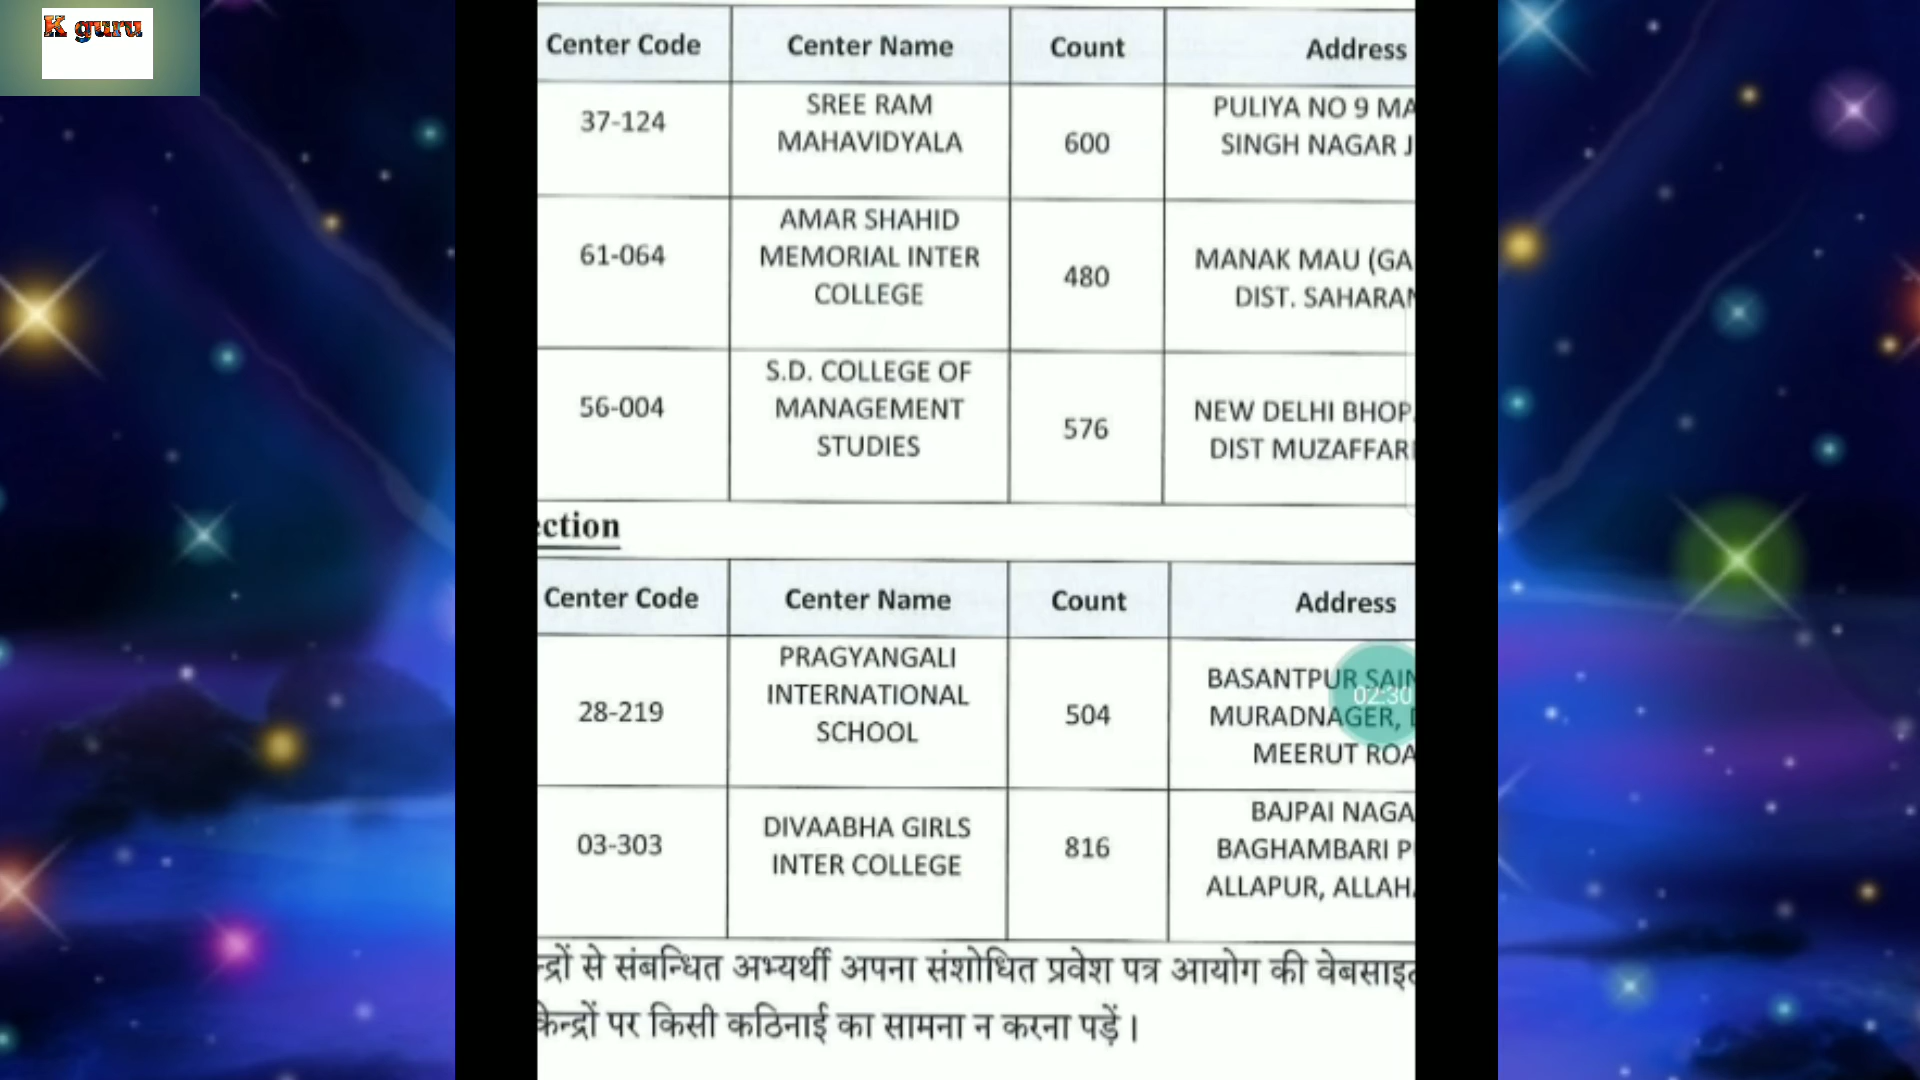 K guru
Center Code Center Name Count Address
37-124 SREE RAM MAHAVIDYALA 600 PULIYA NO 9 SINGH NAGAR
61-064 AMAR SHAHID MEMORIAL INTER COLLEGE 480 MANAK MAU DIST.
56-004 S.D. COLLEGE OF MANAGEMENT STUDIES 576 NEW DELHI DIST
Center Code Center Name Count Address
28-219 PRAGYANGALI INTERNATIONAL SCHOOL 504 BASANTPUR MURADNAGER, MEERUT
02:30
03-303 DIVAABHA GIRLS INTER COLLEGE 816 BAJPAI BAGHAMBARI ALLAPUR,
से संबन्धित अभ्यर्थी अपना संशोधित प्रवेश पत्र आयोग की
केन्द्रों पर किसी कठिनाई का सामना न करना पड़ें।